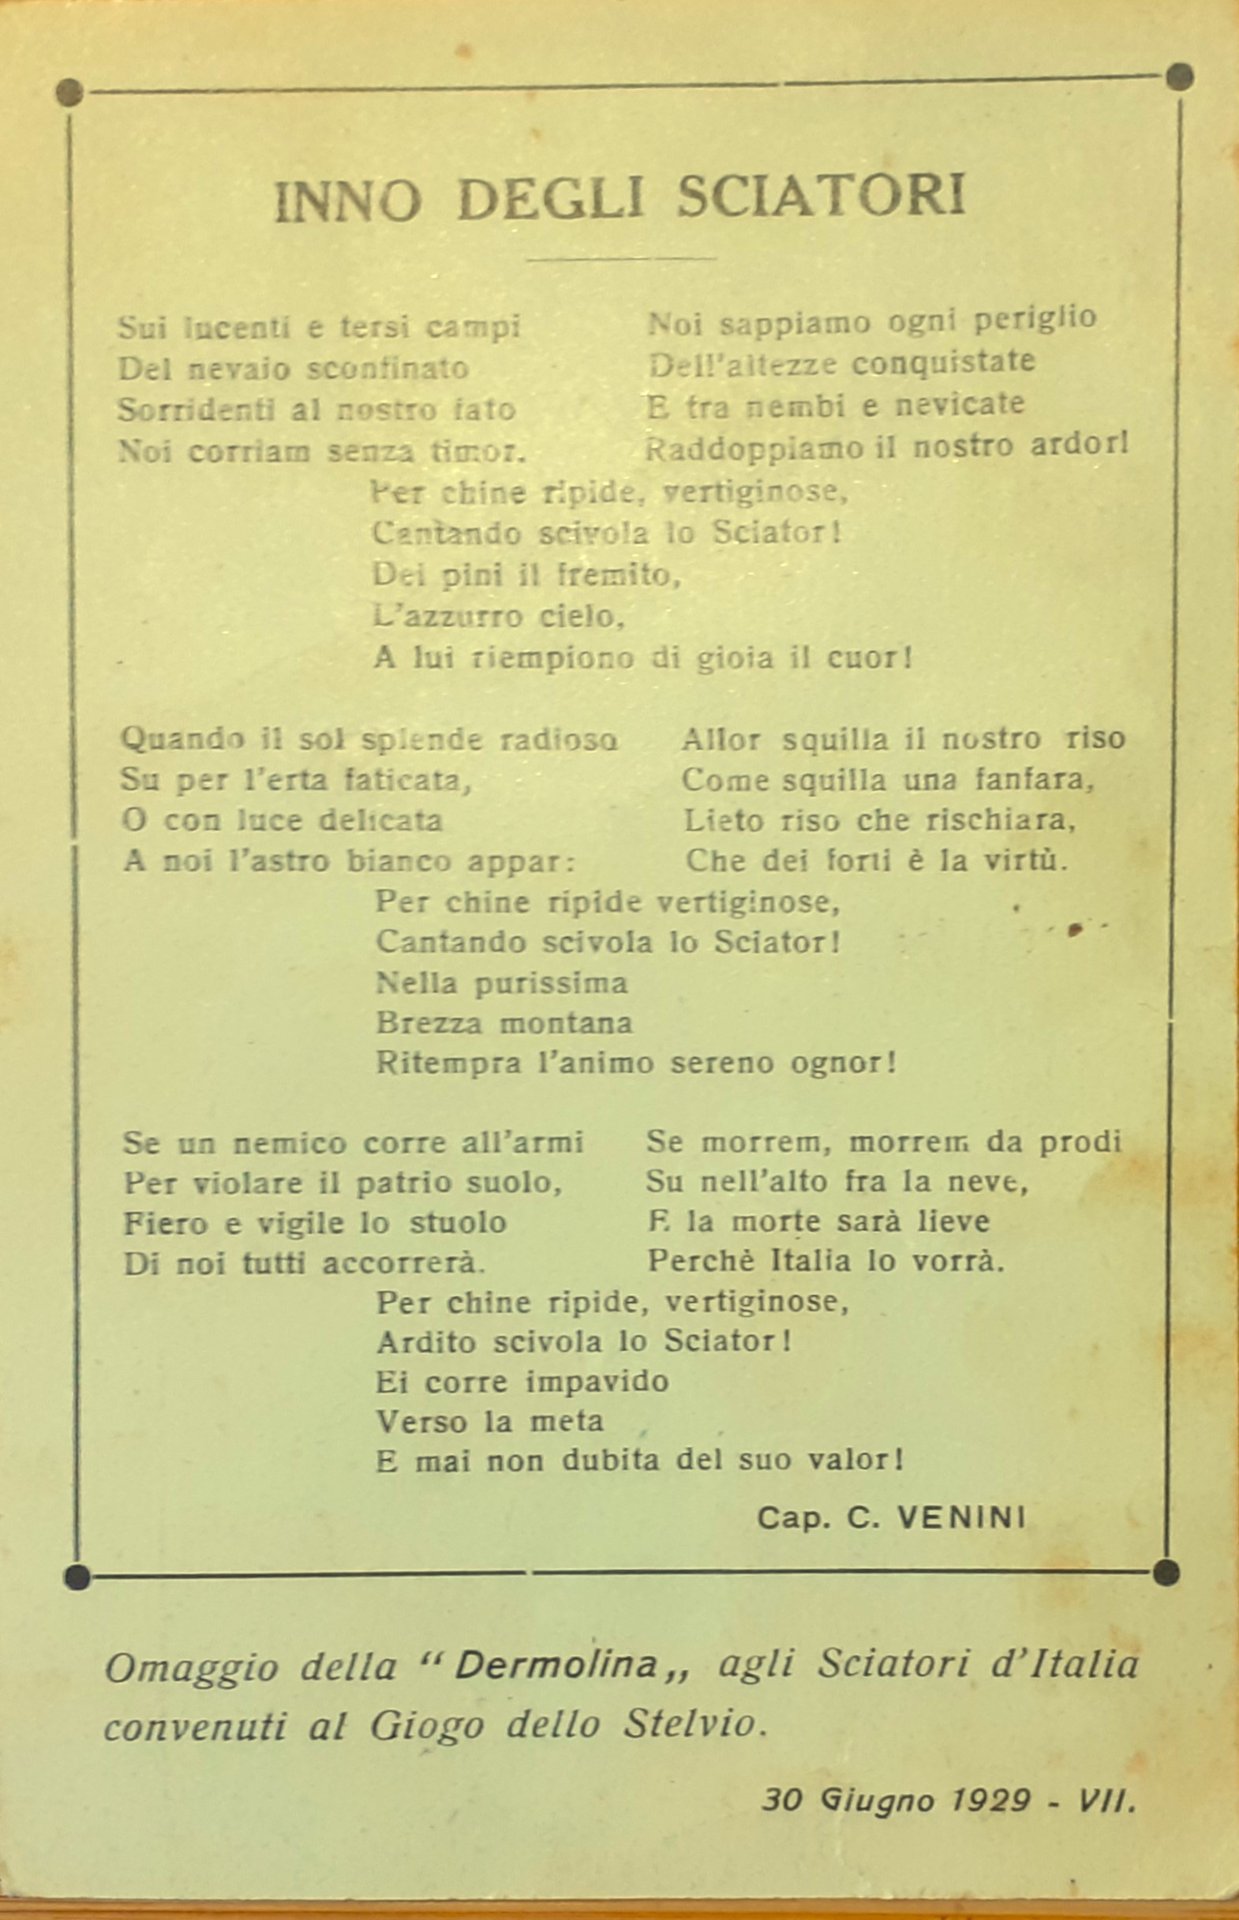 INNO DEGLI SCIATORI
Sui lucenti e tersi campi
Del nevaio sconfinato
Sorridenti al nostro fato
Noi corriam senza timor.
Noi sappiamo ogni periglio
Dell'altezze conquistate
E tra nembi e nevicate
Raddoppiamo il nostro ardor!
Per chine ripide, vertiginose,
Cantando scivola lo Sciator!
Dei pini il fremito,
L'azzurro cielo,
A lui riempiono di gioia il cuor!
Quando il sol splende radioso
Su per l'erta faticata,
O con luce delicata
A noi l'astro bianco appar:
Allor squilla il nostro riso
Come squilla una fanfara,
Lieto riso che rischiara,
Che dei forti è la virtù.
Per chine ripide vertiginose,
Cantando scivola lo Sciator!
Nella purissima
Brezza montana
Ritempra l'animo sereno ognor!
Se un nemico corre all'armi
Per violare il patrio suolo,
Fiero e vigile lo stuolo
Di noi tutti accorrerà.
Se morrem, morrem da prodi
Su nell'alto fra la neve,
E la morte sarà lieve
Perchè Italia lo vorrà.
Per chine ripide, vertiginose,
Ardito scivola lo Sciator!
Ei corre impavido
Verso la meta
E mai non dubita del suo valor!
Cap. C. VENINI
Omaggio della “Dermolina„ agli Sciatori d'Italia
convenuti al Giogo dello Stelvio.
30 Giugno 1929 - VII.